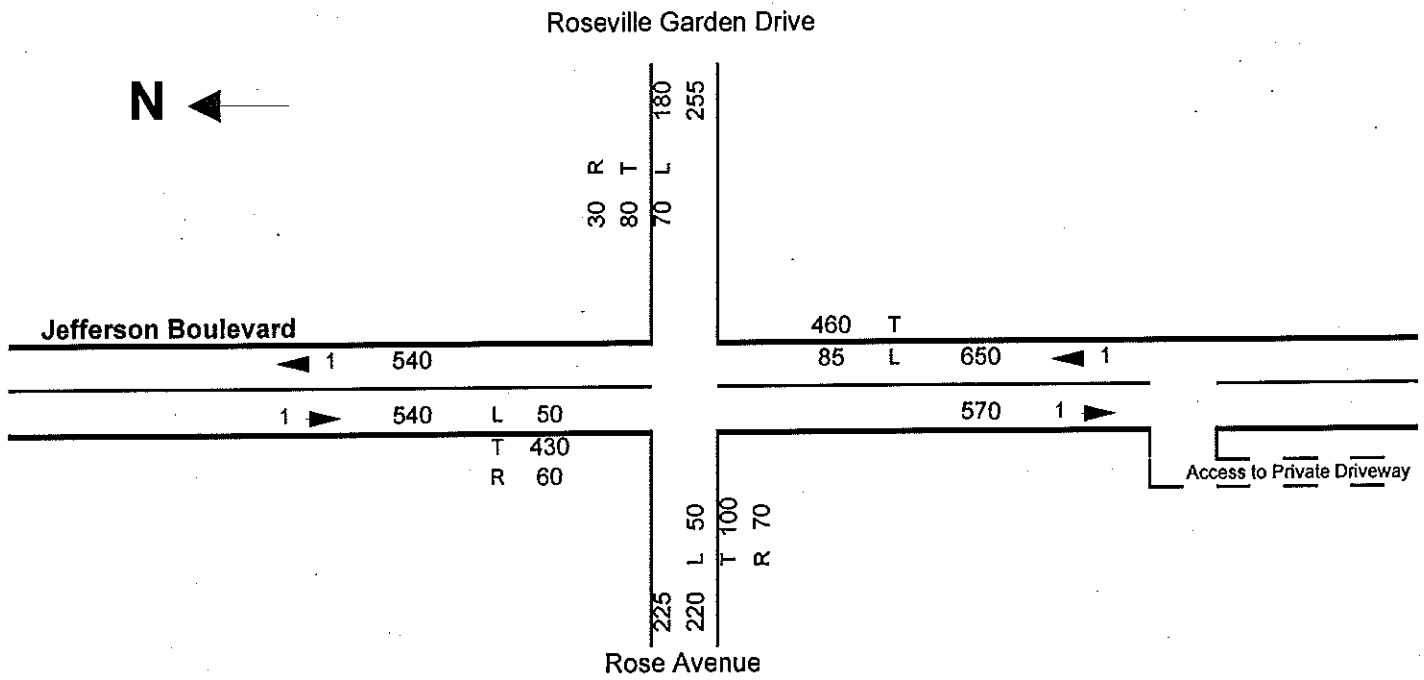 Roseville Garden Drive
N
180
255
R T L
30 80 70
Jefferson Boulevard
460 T
1 540
85 L 650 1
1 540 L 50
570 1
T 430
R 60
Access to Private Driveway
50 100 70
L T R
225 220
Rose Avenue